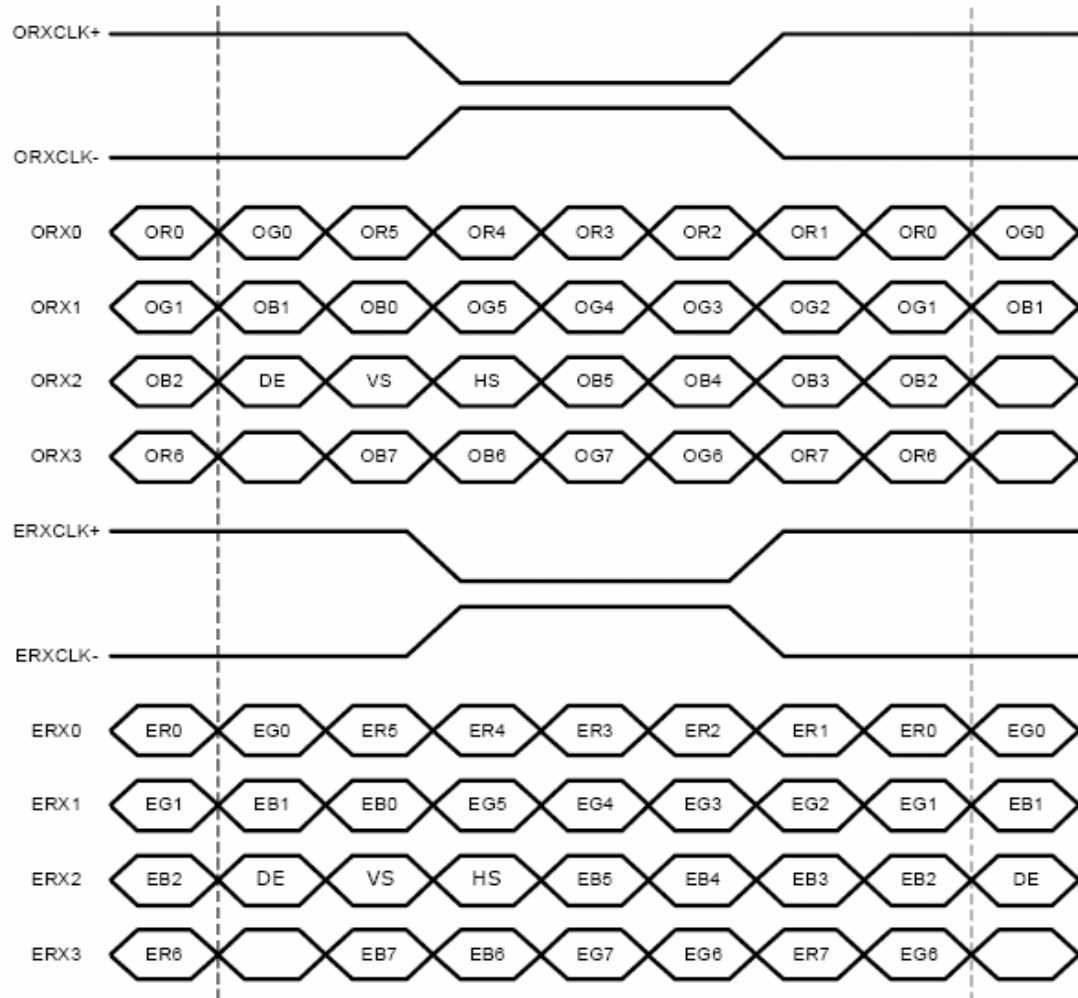 ORXCLK+
ORXCLK-
ORX0 OR0 OG0 OR5 OR4 OR3 OR2 OR1 OR0 OG0
ORX1 OG1 OB1 OB0 OG5 OG4 OG3 OG2 OG1 OB1
ORX2 OB2 DE VS HS OB5 OB4 OB3 OB2
ORX3 OR6 OB7 OB6 OG7 OG6 OR7 OR6
ERXCLK+
ERXCLK-
ERX0 ER0 EG0 ER5 ER4 ER3 ER2 ER1 ER0 EG0
ERX1 EG1 EB1 EB0 EG5 EG4 EG3 EG2 EG1 EB1
ERX2 EB2 DE VS HS EB5 EB4 EB3 EB2 DE
ERX3 ER6 EB7 EB6 EG7 EG6 ER7 EG6